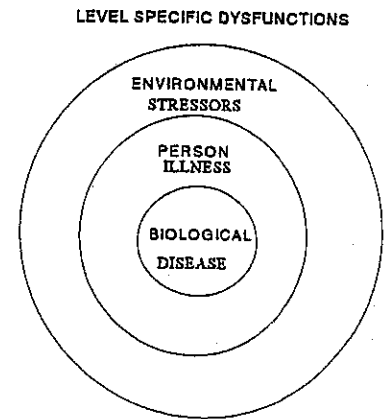 LEVEL SPECIFIC DYSFUNCTIONS
ENVIRONMENTAL
STRESSORS
PERSON
ILLNESS
BIOLOGICAL
DISEASE